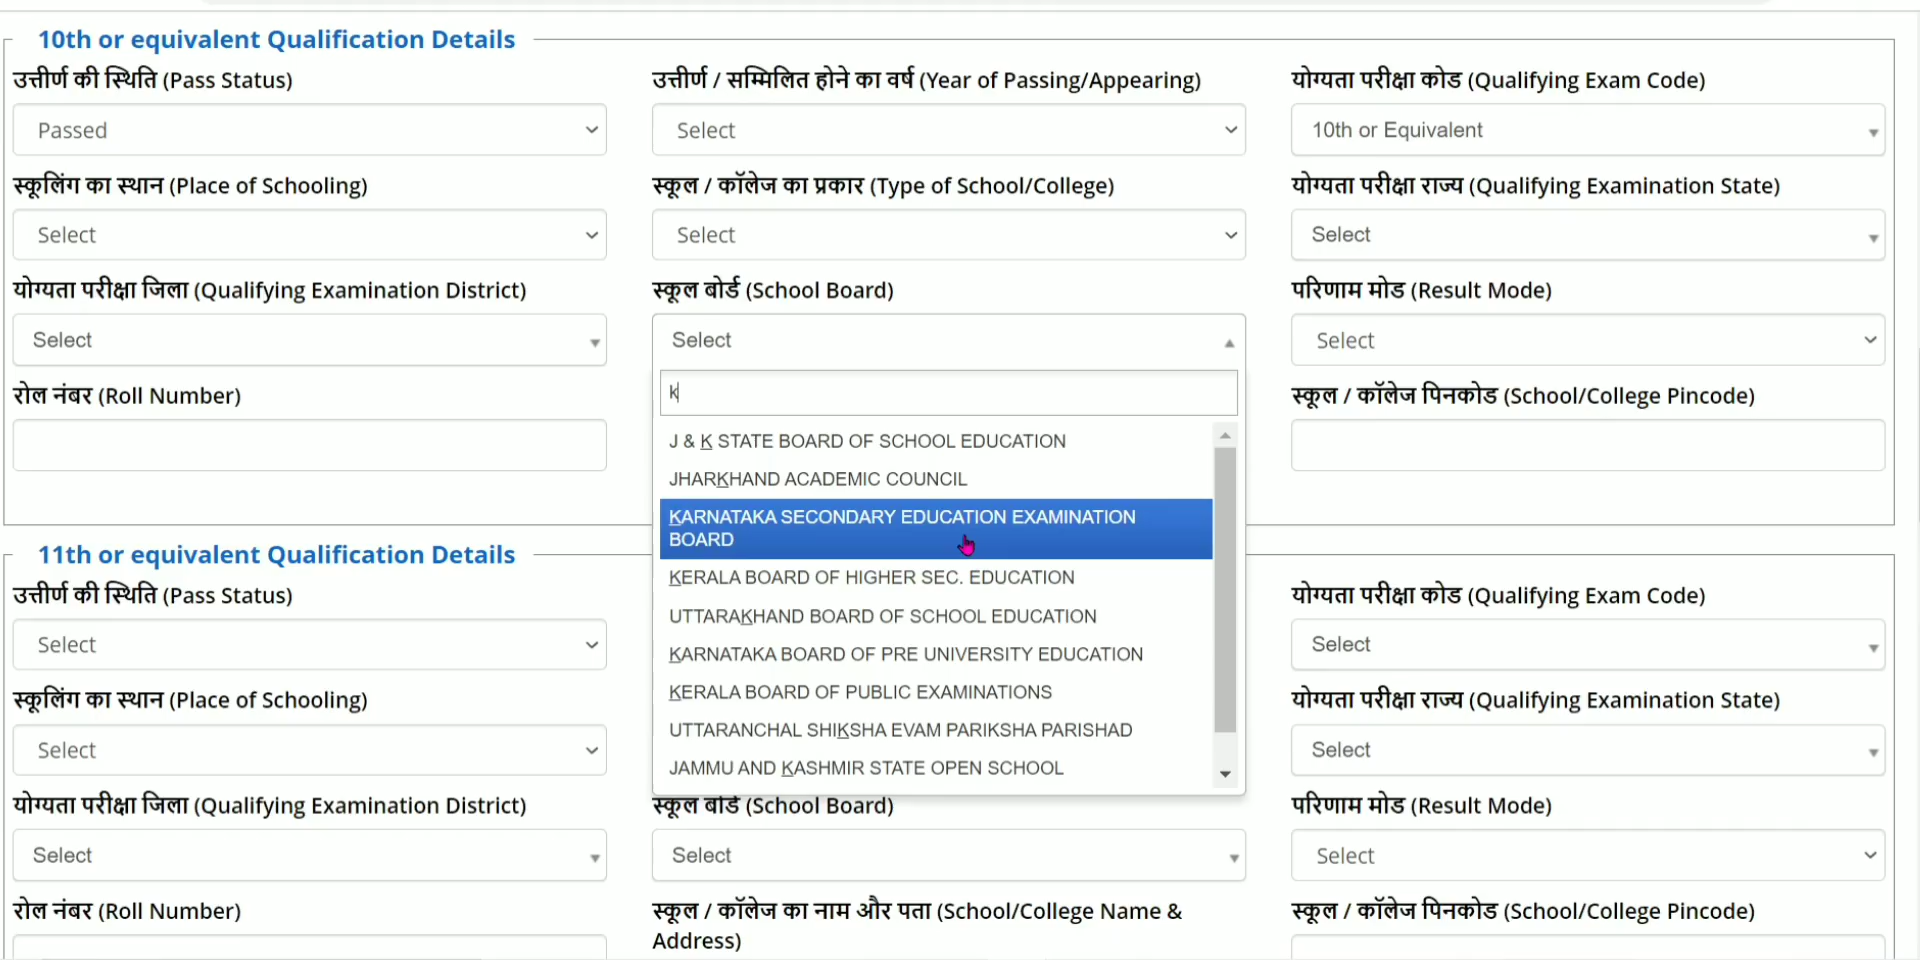 10th or equivalent Qualification Details
उत्तीर्ण की स्थिति (Pass Status)
उत्तीर्ण / सम्मिलित होने का वर्ष (Year of Passing/Appearing)
योग्यता परीक्षा कोड (Qualifying Exam Code)
Passed
Select
10th or Equivalent
स्कूलिंग का स्थान (Place of Schooling)
स्कूल / कॉलेज का प्रकार (Type of School/College)
योग्यता परीक्षा राज्य (Qualifying Examination State)
Select
Select
Select
योग्यता परीक्षा जिला (Qualifying Examination District)
स्कूल बोर्ड (School Board)
परिणाम मोड (Result Mode)
Select
Select
Select
रोल नंबर (Roll Number)
k
स्कूल / कॉलेज पिनकोड (School/College Pincode)
J & K STATE BOARD OF SCHOOL EDUCATION
JHARKHAND ACADEMIC COUNCIL
KARNATAKA SECONDARY EDUCATION EXAMINATION
BOARD
KERALA BOARD OF HIGHER SEC. EDUCATION
UTTARAKHAND BOARD OF SCHOOL EDUCATION
KARNATAKA BOARD OF PRE UNIVERSITY EDUCATION
KERALA BOARD OF PUBLIC EXAMINATIONS
UTTARANCHAL SHIKSHA EVAM PARIKSHA PARISHAD
JAMMU AND KASHMIR STATE OPEN SCHOOL
11th or equivalent Qualification Details
उत्तीर्ण की स्थिति (Pass Status)
योग्यता परीक्षा कोड (Qualifying Exam Code)
Select
Select
स्कूलिंग का स्थान (Place of Schooling)
योग्यता परीक्षा राज्य (Qualifying Examination State)
Select
Select
योग्यता परीक्षा जिला (Qualifying Examination District)
स्कूल बोर्ड (School Board)
परिणाम मोड (Result Mode)
Select
Select
Select
रोल नंबर (Roll Number)
स्कूल / कॉलेज का नाम और पता (School/College Name &
Address)
स्कूल / कॉलेज पिनकोड (School/College Pincode)